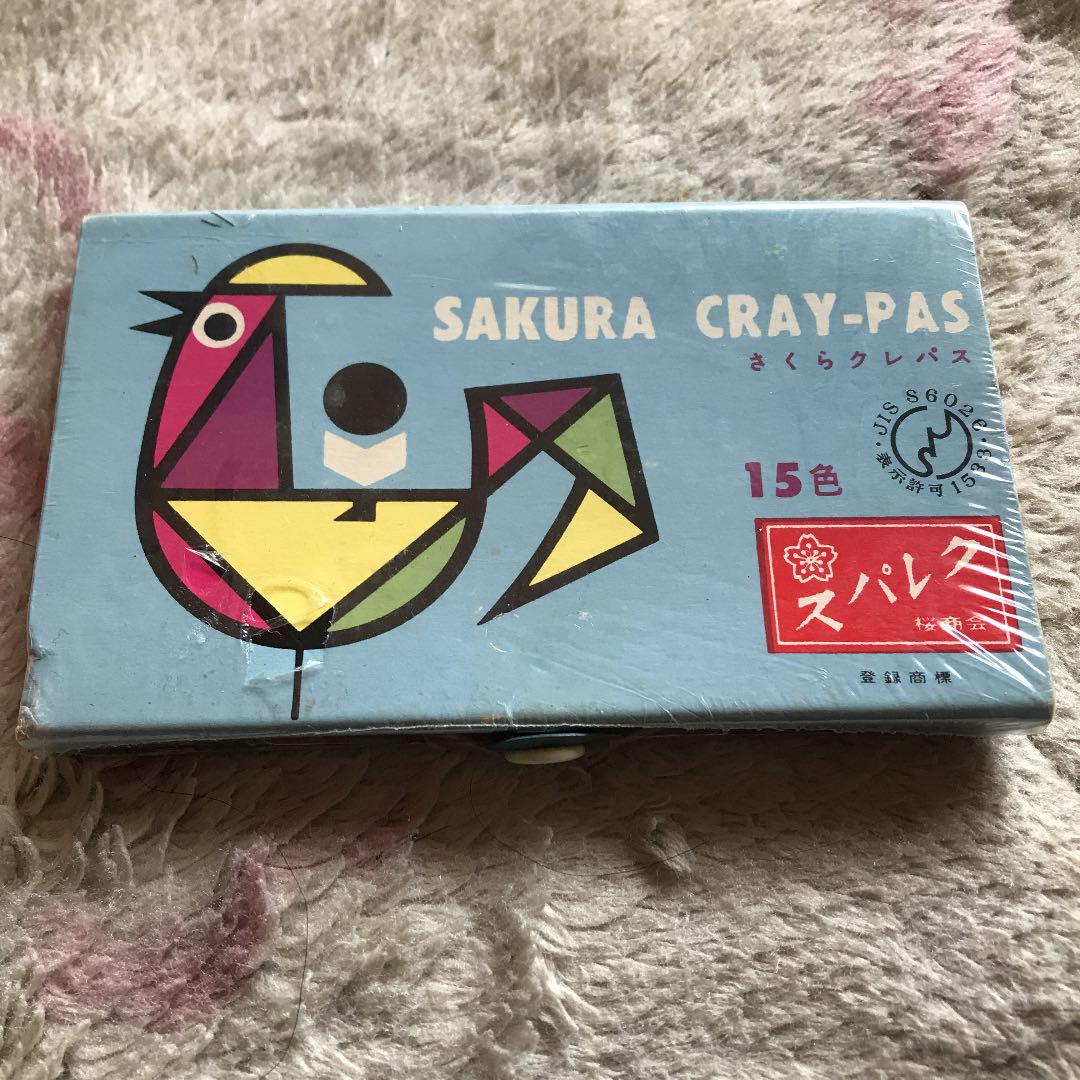 SAKURA CRAY-PAS
さくらクレパス
15色
・JIS S6026・
表示許可1533
クレパス
桜商会
登録商標